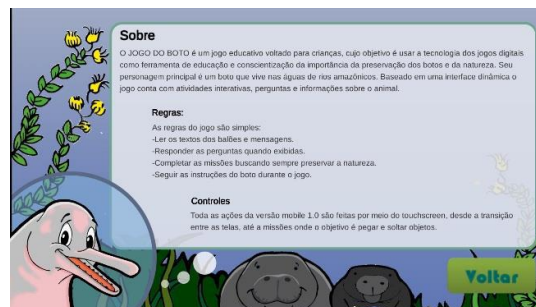 Sobre
O JOGO DO BOTO é um jogo educativo voltado para crianças, cujo objetivo é usar a tecnologia dos jogos digitais
como ferramenta de educação e conscientização da importância da preservação dos botos e da natureza. Seu
personagem principal é um boto que vive nas águas de rios amazônicos. Baseado em uma interface dinâmica o
jogo conta com atividades interativas, perguntas e informações sobre o animal.
Regras:
As regras do jogo são simples:
-Ler os textos dos balões e mensagens.
-Responder as perguntas quando exibidas.
-Completar as missões buscando sempre preservar a natureza.
-Seguir as instruções do boto durante o jogo.
Controles
Toda as ações da versão mobile 1.0 são feitas por meio do touchscreen, desde a transição
entre as telas, até a missões onde o objetivo é pegar e soltar objetos.
Voltar